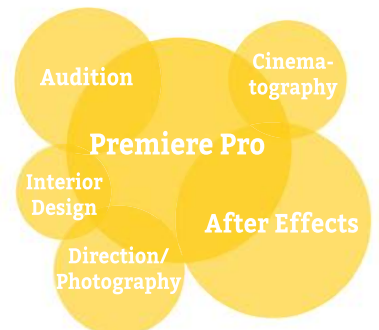 Audition
Cinema-
tography
Premiere Pro
Interior
Design
After Effects
Direction/
Photography